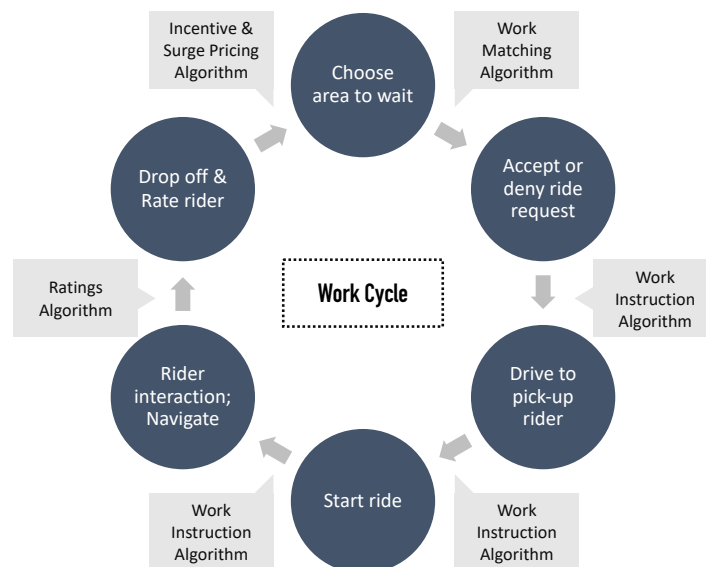 Incentive &
Surge Pricing
Algorithm
Choose
area to wait
Work
Matching
Algorithm
Drop off &
Rate rider
Accept or
deny ride
request
Ratings
Algorithm
Work Cycle
Work
Instruction
Algorithm
Rider
interaction;
Navigate
Drive to
pick-up
rider
Work
Instruction
Algorithm
Start ride
Work
Instruction
Algorithm